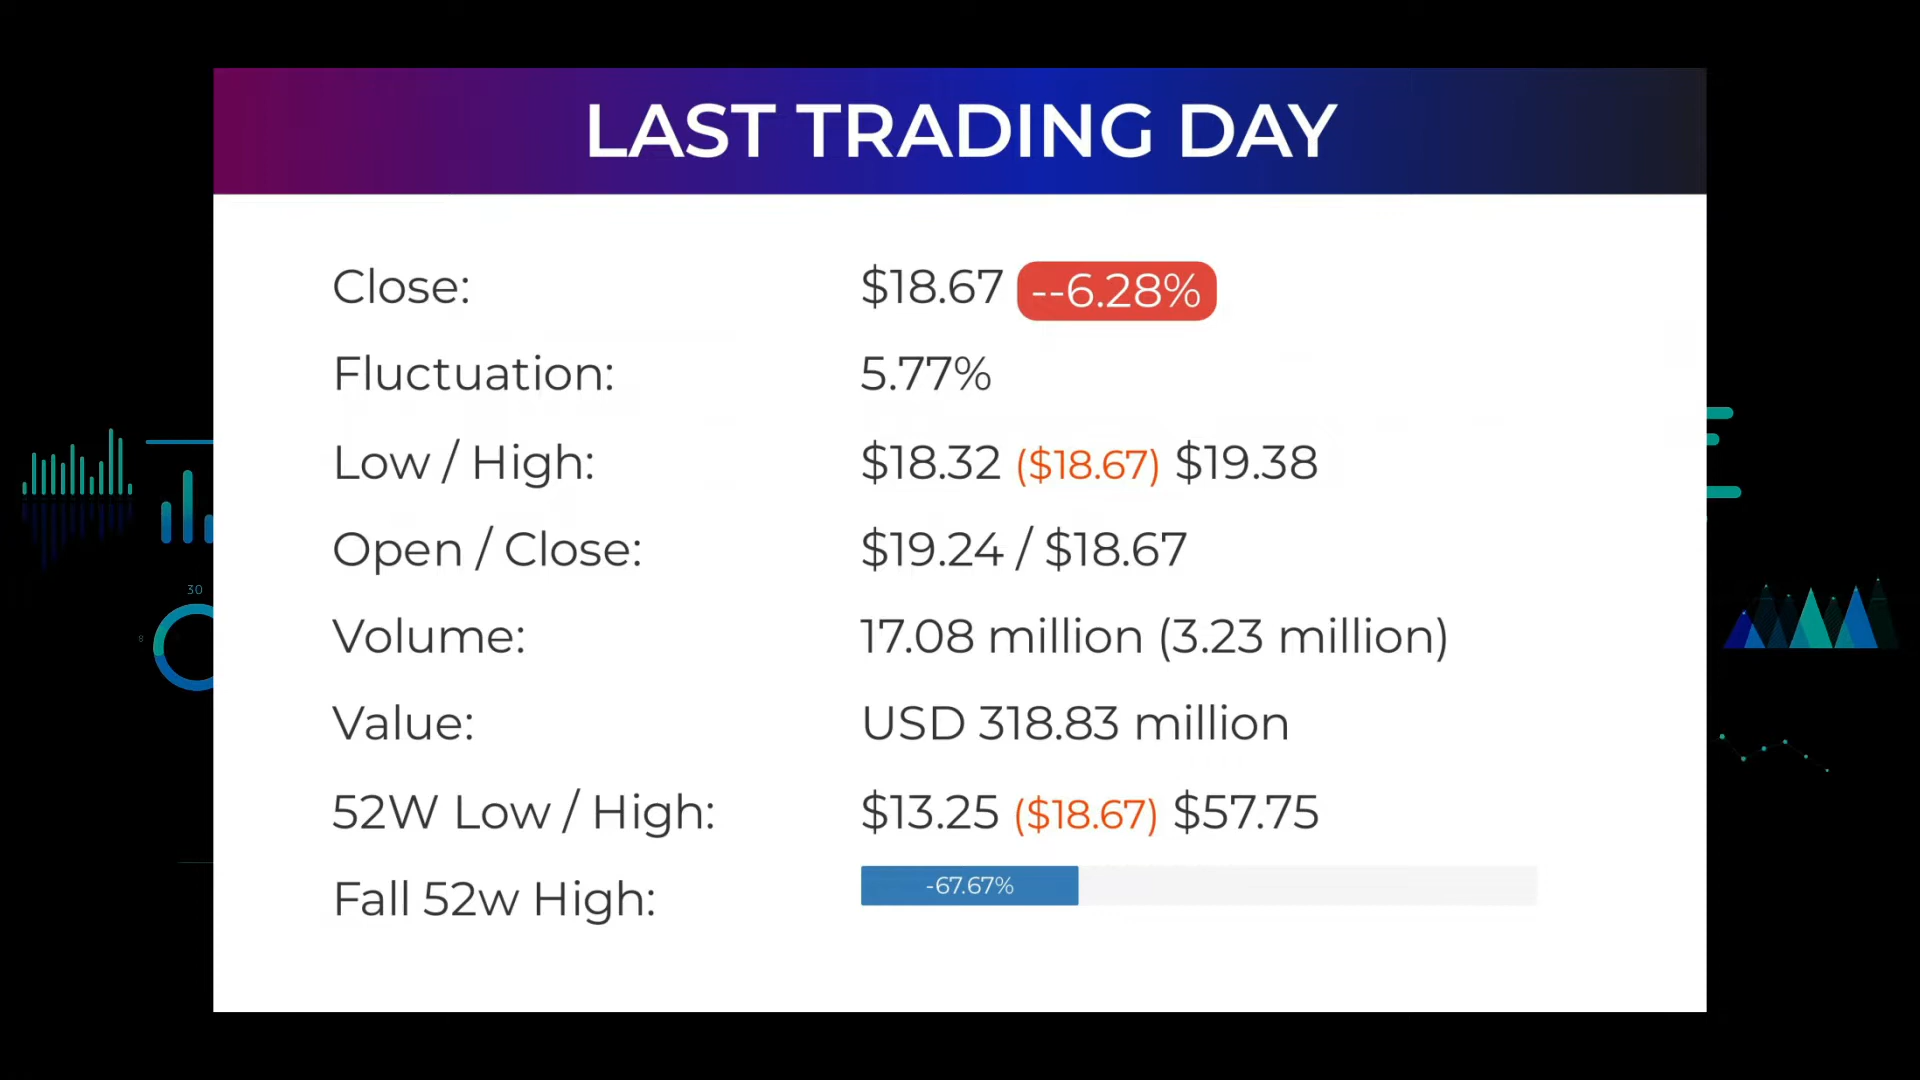 LAST TRADING DAY
Close: $18.67 --6.28%
Fluctuation: 5.77%
Low / High: $18.32 ($18.67) $19.38
Open / Close: $19.24 / $18.67
Volume: 17.08 million (3.23 million)
Value: USD 318.83 million
52W Low / High: $13.25 ($18.67) $57.75
Fall 52w High: -67.67%
30